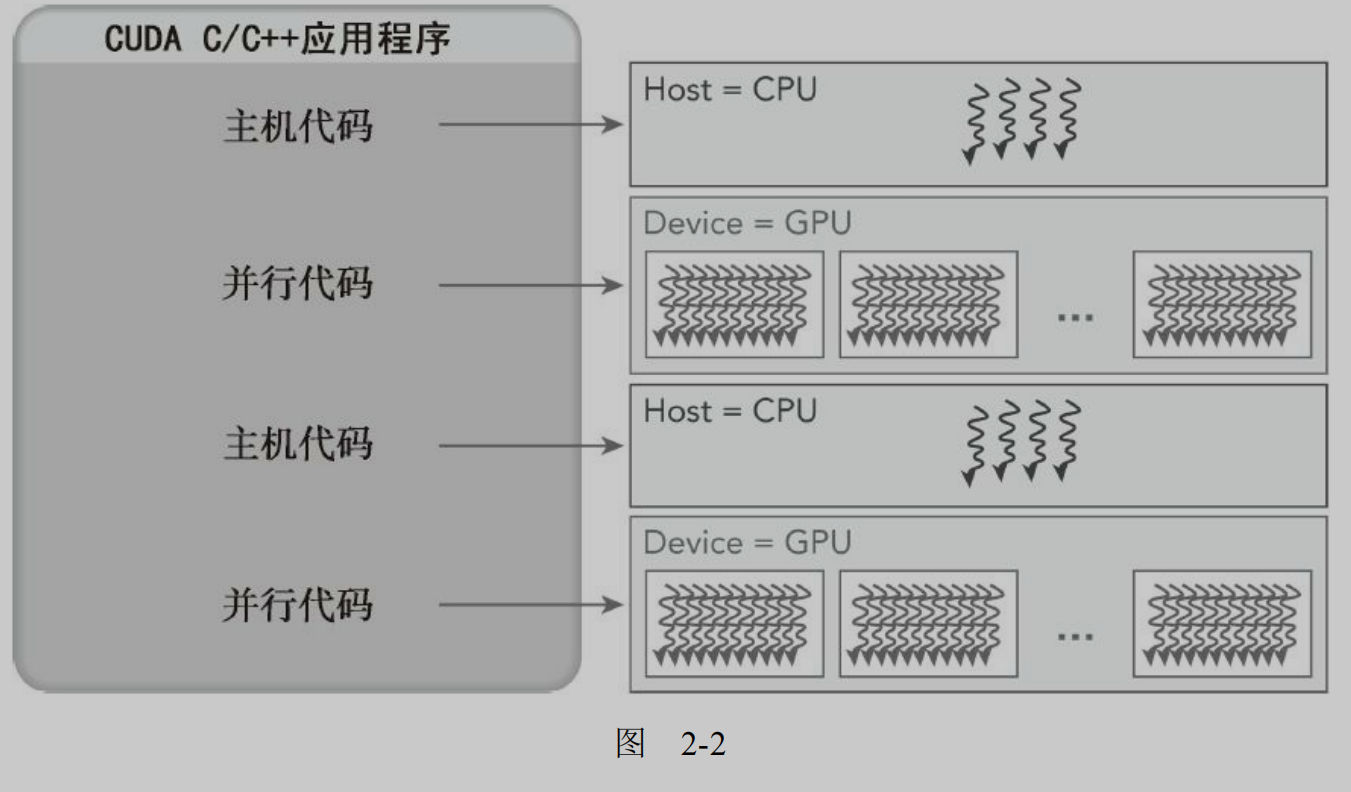 CUDA C/C++应用程序
主机代码
Host = CPU
并行代码
Device = GPU
...
主机代码
Host = CPU
并行代码
Device = GPU
...
图 2-2